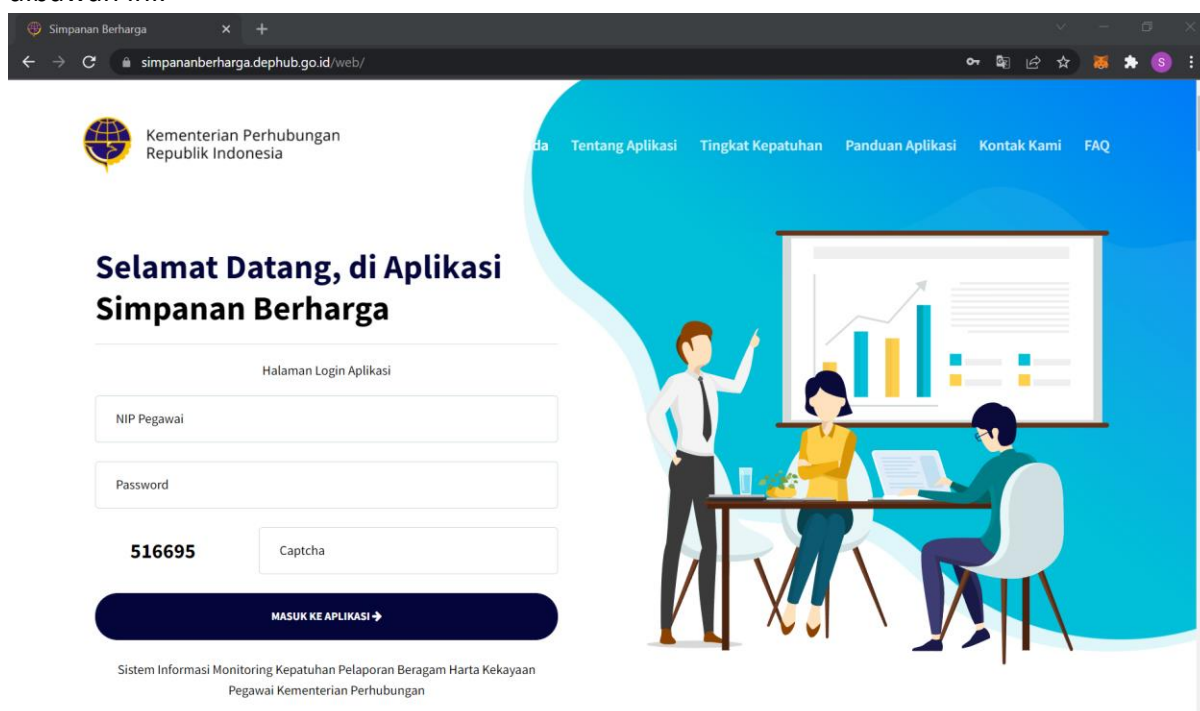 Simpanan Berharga
simpananberharga.dephub.go.id/web/
S
Kementerian Perhubungan
Republik Indonesia
da Tentang Aplikasi Tingkat Kepatuhan Panduan Aplikasi Kontak Kami FAQ
Selamat Datang, di Aplikasi
Simpanan Berharga
Halaman Login Aplikasi
NIP Pegawai
Password
516695 Captcha
MASUK KE APLIKASI
Sistem Informasi Monitoring Kepatuhan Pelaporan Beragam Harta Kekayaan
Pegawai Kementerian Perhubungan